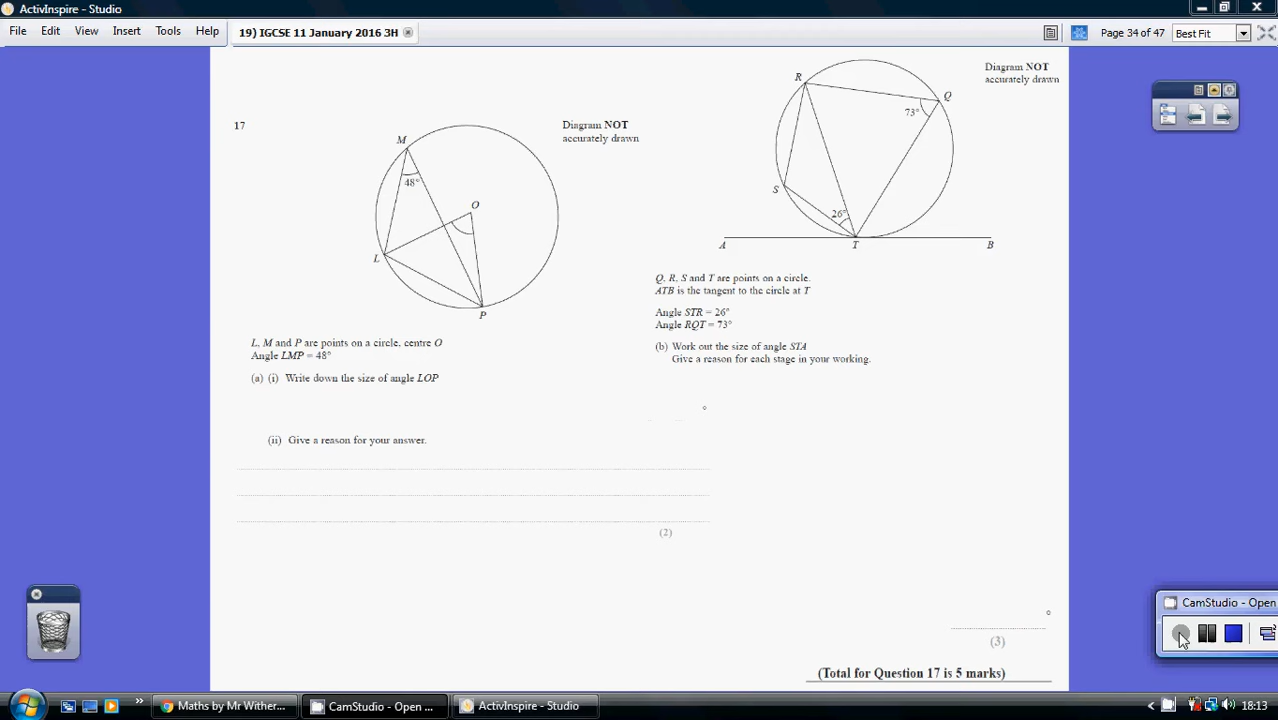 ActivInspire - Studio
File Edit View Insert Tools Help
19) IGCSE 11 January 2016 3H
Page 34 of 47
Best Fit
17
Diagram NOT
accurately drawn
M
48°
O
L
P
L, M and P are points on a circle, centre O
Angle LMP = 48°
(a) (i) Write down the size of angle LOP
°
(ii) Give a reason for your answer.
(2)
Diagram NOT
accurately drawn
R
Q
73°
S
26°
A
T
B
Q, R, S and T are points on a circle.
ATB is the tangent to the circle at T
Angle STR = 26°
Angle RQT = 73°
(b) Work out the size of angle STA
Give a reason for each stage in your working.
°
(3)
(Total for Question 17 is 5 marks)
CamStudio - Open
Maths by Mr Wither...
CamStudio - Open ...
ActivInspire - Studio
18:13